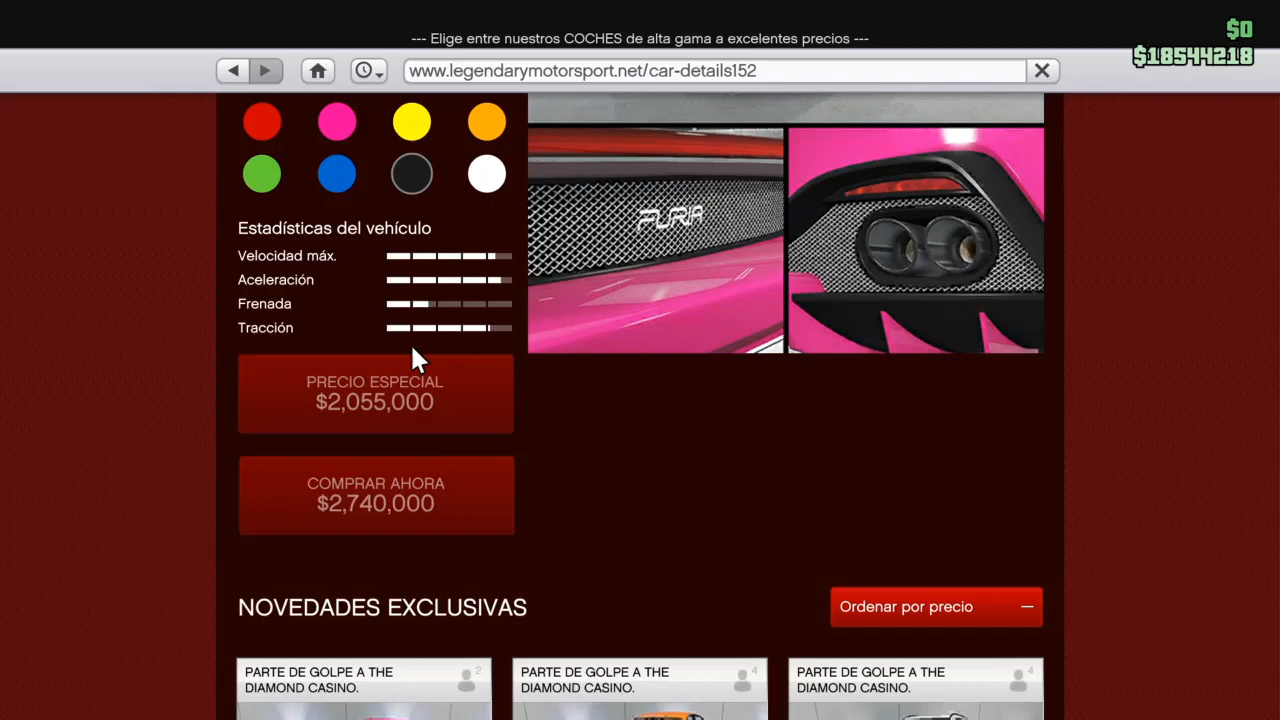 --- Elige entre nuestros COCHES de alta gama a excelentes precios ---
$0
$18544218
www.legendarymotorsport.net/car-details152
FURIA
Estadísticas del vehículo
Velocidad máx.
Aceleración
Frenada
Tracción
PRECIO ESPECIAL
$2,055,000
COMPRAR AHORA
$2,740,000
NOVEDADES EXCLUSIVAS
Ordenar por precio
PARTE DE GOLPE A THE
DIAMOND CASINO.
2
PARTE DE GOLPE A THE
DIAMOND CASINO.
4
PARTE DE GOLPE A THE
DIAMOND CASINO.
4